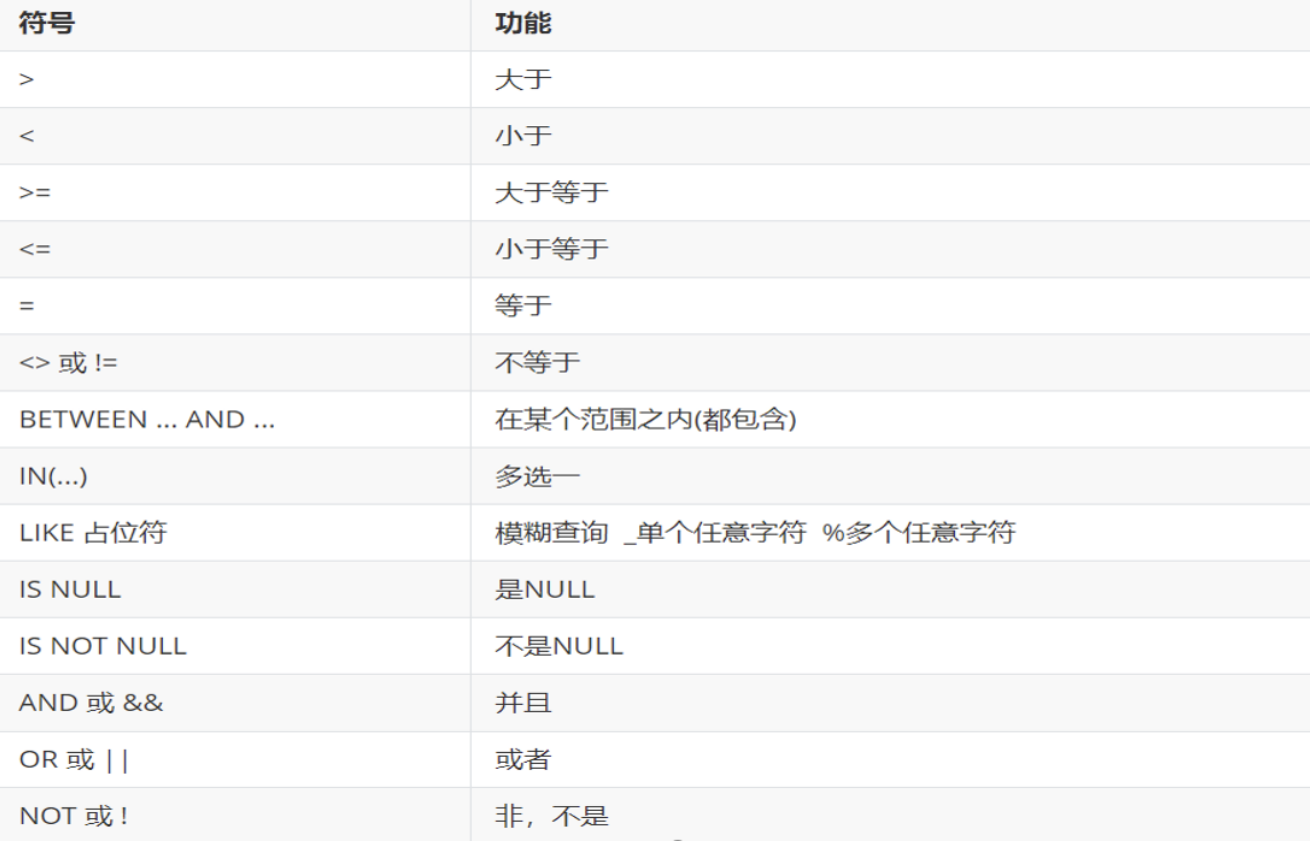 符号 功能
> 大于
< 小于
>= 大于等于
<= 小于等于
= 等于
<> 或 != 不等于
BETWEEN ... AND ... 在某个范围之内(都包含)
IN(...) 多选一
LIKE 占位符 模糊查询 _单个任意字符 %多个任意字符
IS NULL 是NULL
IS NOT NULL 不是NULL
AND 或 && 并且
OR 或 || 或者
NOT 或 ! 非，不是